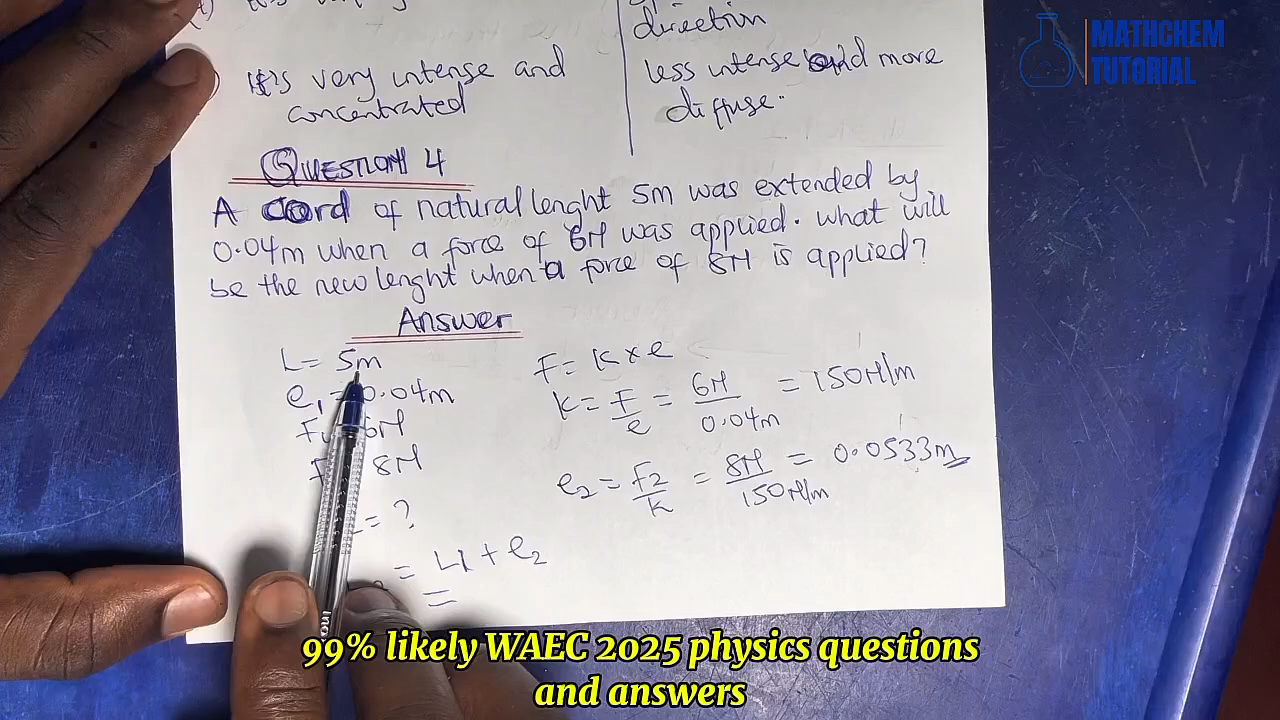 direction
It's very intense and
concentrated
less intense and more
diffuse.
QUESTION 4
A cord of natural lenght 5m was extended by
0.04m when a force of 6N was applied. what will
be the new lenght when a force of 8N is applied?
Answer
L = 5m
e1 = 0.04m
6N
8N
= ?
= L1 + e2
=
F = K x e
K = F/e = 6N/0.04m = 150N/m
e2 = F2/K = 8N/150N/m = 0.0533m
MATHCHEM
TUTORIAL
99% likely WAEC 2025 physics questions
and answers